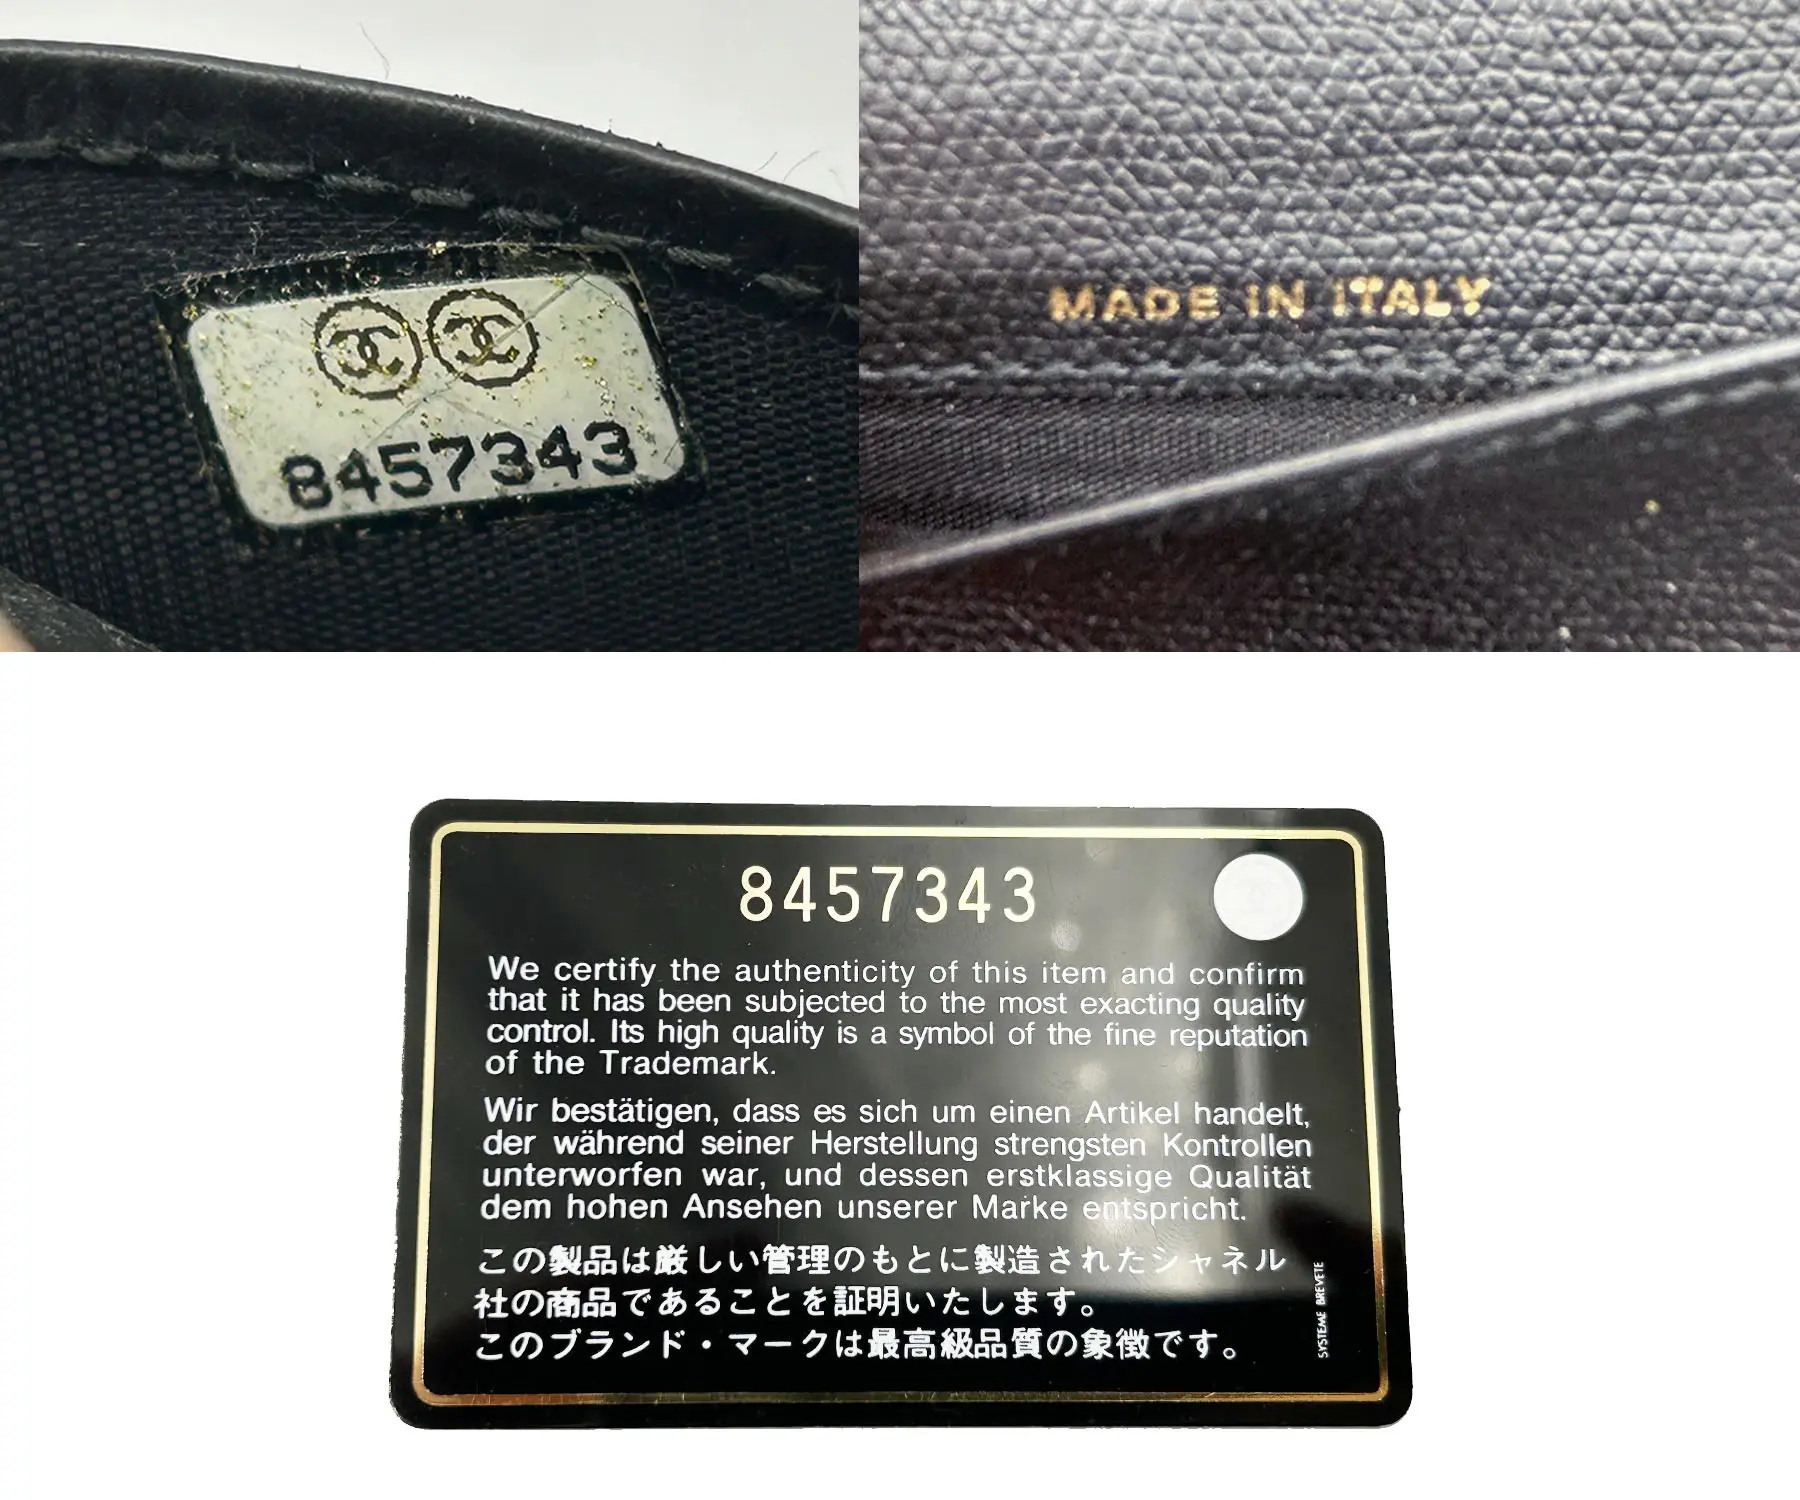 8457343
MADE IN ITALY
8457343
We certify the authenticity of this item and confirm
that it has been subjected to the most exacting quality
control. Its high quality is a symbol of the fine reputation
of the Trademark.
Wir bestätigen, dass es sich um einen Artikel handelt,
der während seiner Herstellung strengsten Kontrollen
unterworfen war, und dessen erstklassige Qualität
dem hohen Ansehen unserer Marke entspricht.
この製品は厳しい管理のもとに製造されたシャネル
社の商品であることを証明いたします。
このブランド・マークは最高級品質の象徴です。
SYSTEME BREVETE